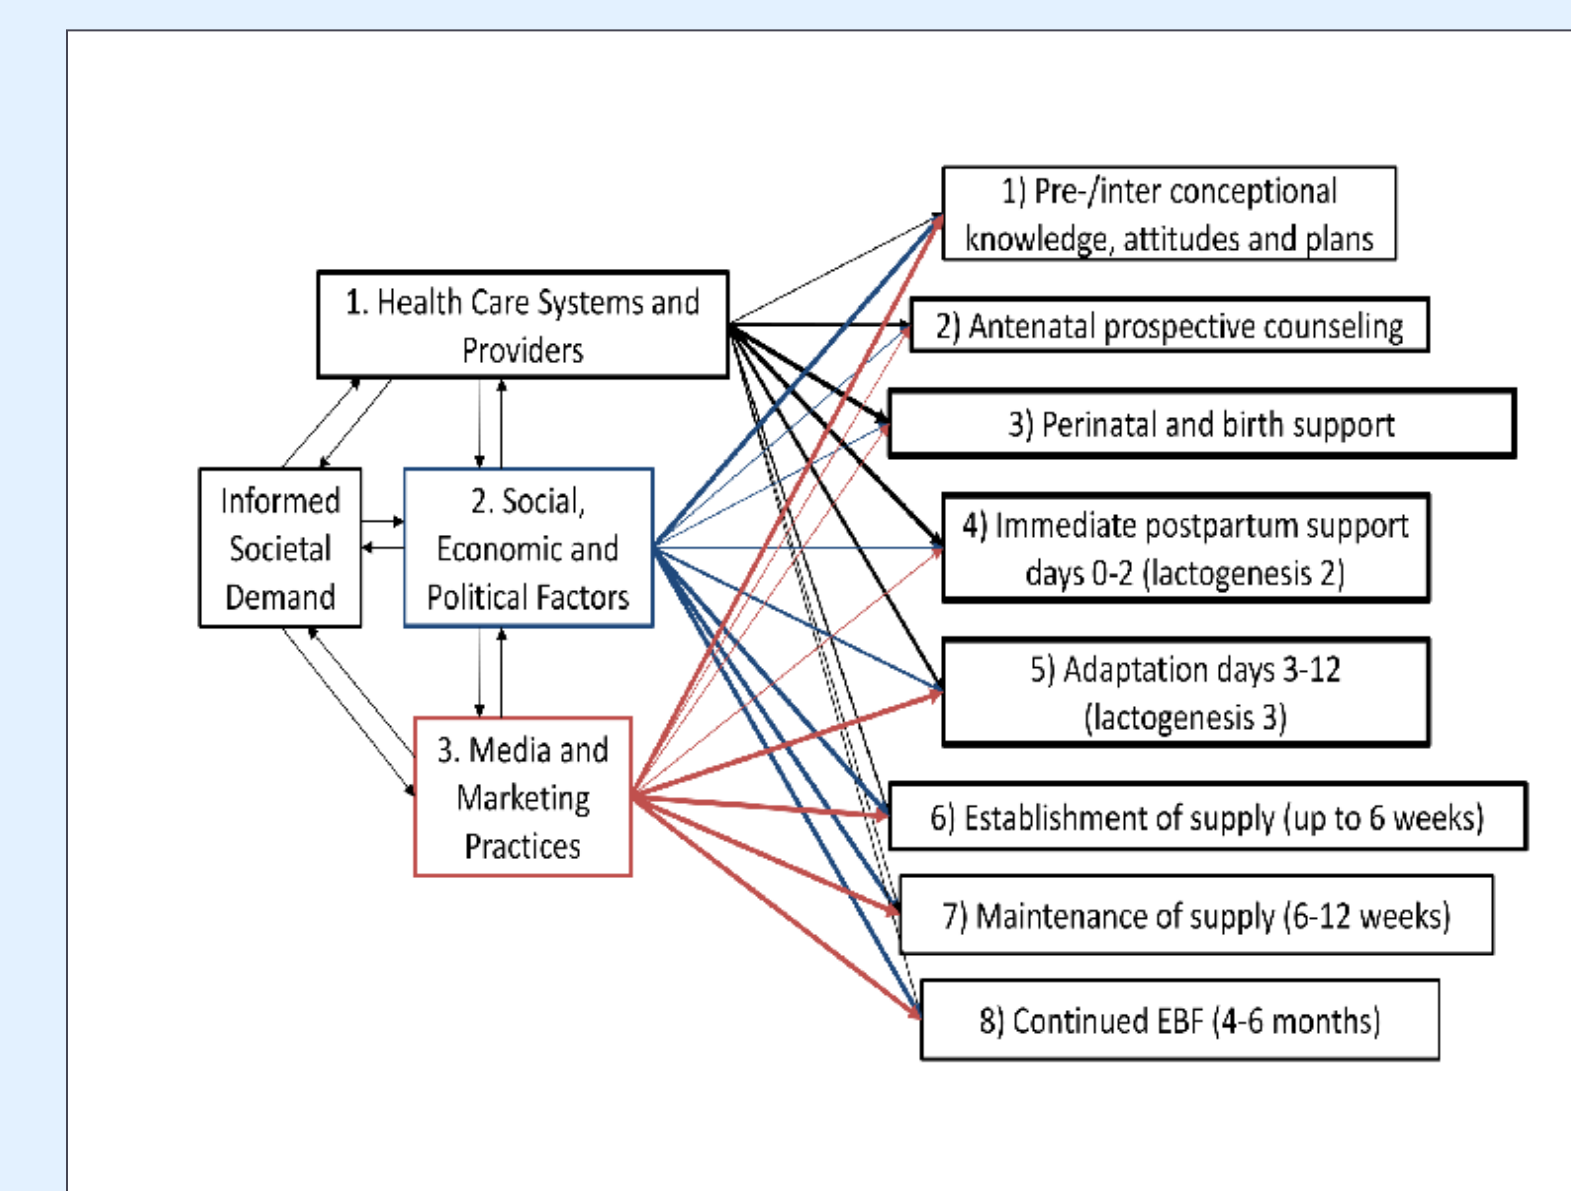 1. Health Care Systems and
Providers
Informed
Societal
Demand
2. Social,
Economic and
Political Factors
3. Media and
Marketing
Practices
1) Pre-/inter conceptional
knowledge, attitudes and plans
2) Antenatal prospective counseling
3) Perinatal and birth support
4) Immediate postpartum support
days 0-2 (lactogenesis 2)
5) Adaptation days 3-12
(lactogenesis 3)
6) Establishment of supply (up to 6 weeks)
7) Maintenance of supply (6-12 weeks)
8) Continued EBF (4-6 months)